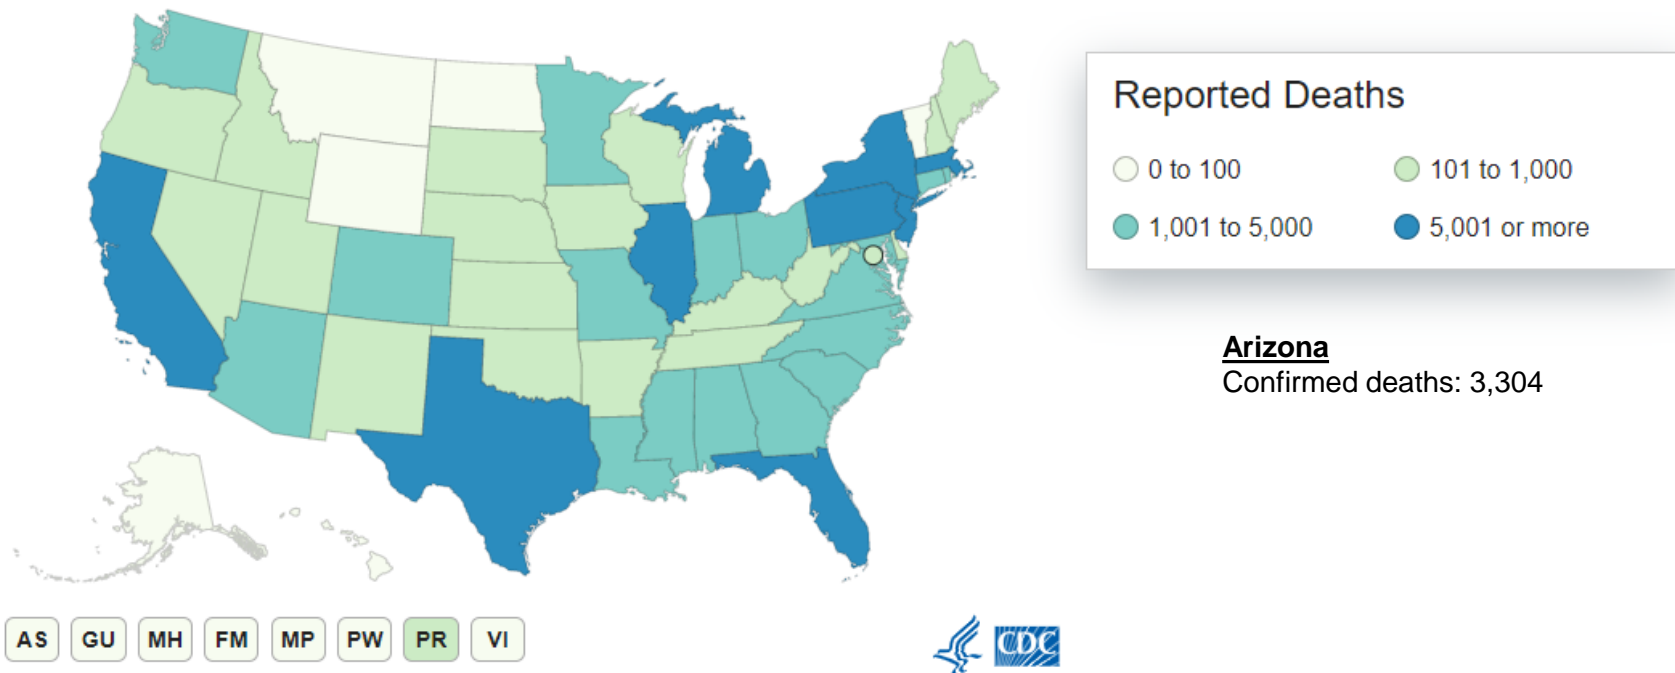 Reported Deaths
0 to 100
101 to 1,000
1,001 to 5,000
5,001 or more
Arizona
Confirmed deaths: 3,304
AS GU MH FM MP PW PR VI
CDC